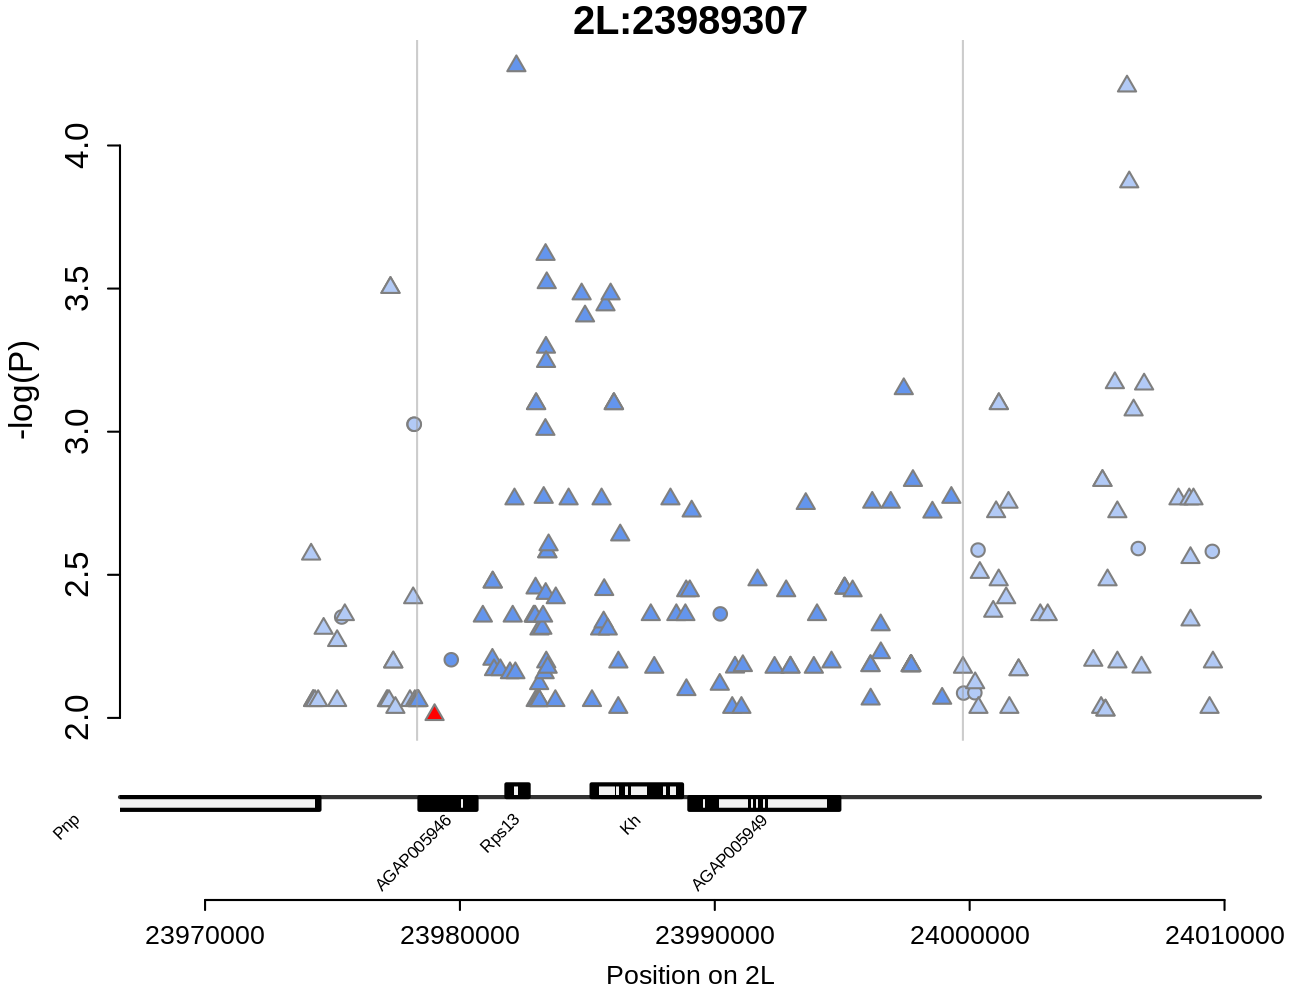 2L:23989307
-log(P)
4.0
3.5
3.0
2.5
2.0
Pnp
AGAP005946
Rps13
Kh
AGAP005949
23970000
23980000
23990000
24000000
24010000
Position on 2L